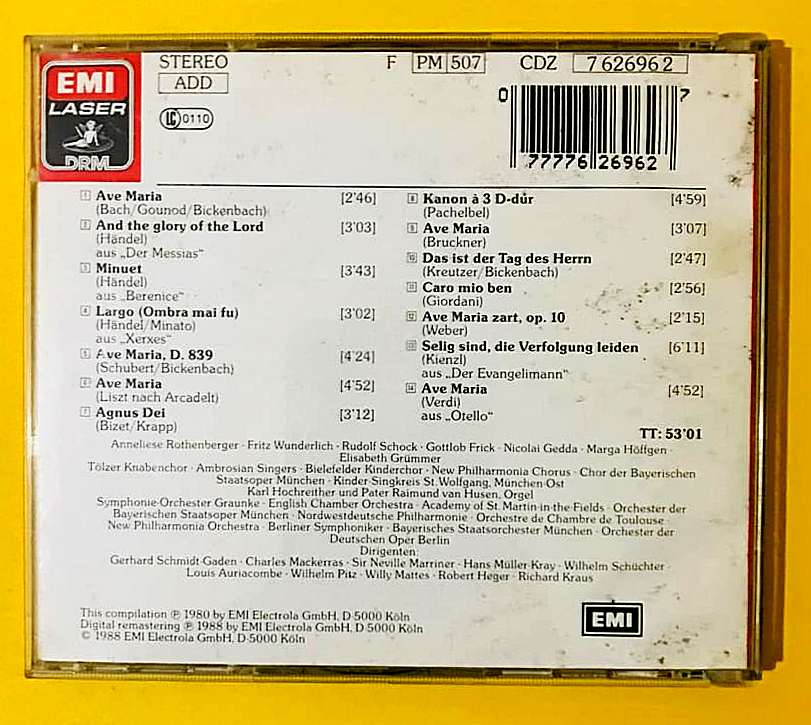 EMI
LASER
DRM
STEREO
ADD
LC 0110
F PM 507 CDZ 7 62696 2
0 7
77776 26962
1 Ave Maria [2'46]
(Bach/Gounod/Bickenbach)
2 And the glory of the Lord [3'03]
(Händel)
aus „Der Messias“
3 Minuet [3'43]
(Händel)
aus „Berenice“
4 Largo (Ombra mai fu) [3'02]
(Händel/Minato)
aus „Xerxes“
5 Ave Maria, D. 839 [4'24]
(Schubert/Bickenbach)
6 Ave Maria [4'52]
(Liszt nach Arcadelt)
7 Agnus Dei [3'12]
(Bizet/Krapp)
8 Kanon à 3 D-dur [4'59]
(Pachelbel)
9 Ave Maria [3'07]
(Bruckner)
10 Das ist der Tag des Herrn [2'47]
(Kreutzer/Bickenbach)
11 Caro mio ben [2'56]
(Giordani)
12 Ave Maria zart, op. 10 [2'15]
(Weber)
13 Selig sind, die Verfolgung leiden [6'11]
(Kienzl)
aus „Der Evangelimann“
14 Ave Maria [4'52]
(Verdi)
aus „Otello“
TT: 53'01
Anneliese Rothenberger · Fritz Wunderlich · Rudolf Schock · Gottlob Frick · Nicolai Gedda · Marga Höffgen ·
Elisabeth Grümmer
Tölzer Knabenchor · Ambrosian Singers · Bielefelder Kinderchor · New Philharmonia Chorus · Chor der Bayerischen
Staatsoper München · Kinder-Singkreis St. Wolfgang, München-Ost
Karl Hochreither und Pater Raimund van Husen, Orgel
Symphonie-Orchester Graunke · English Chamber Orchestra · Academy of St. Martin-in-the-Fields · Orchester der
Bayerischen Staatsoper München · Nordwestdeutsche Philharmonie · Orchestre de Chambre de Toulouse ·
New Philharmonia Orchestra · Berliner Symphoniker · Bayerisches Staatsorchester München · Orchester der
Deutschen Oper Berlin
Dirigenten:
Gerhard Schmidt-Gaden · Charles Mackerras · Sir Neville Marriner · Hans Müller-Kray · Wilhelm Schüchter ·
Louis Auriacombe · Wilhelm Pitz · Willy Mattes · Robert Heger · Richard Kraus
This compilation ℗ 1980 by EMI Electrola GmbH, D-5000 Köln
Digital remastering ℗ 1988 by EMI Electrola GmbH, D-5000 Köln
© 1988 EMI Electrola GmbH, D-5000 Köln
EMI